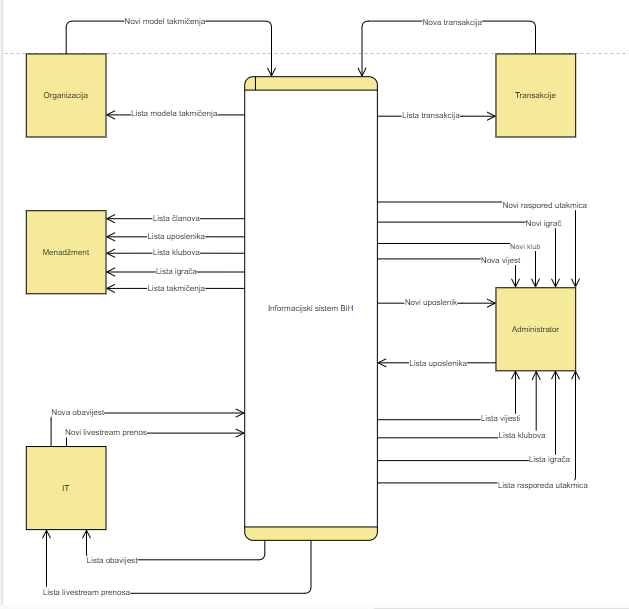 Novi model takmičenja
Nova transakcija
Organizacija
Transakcije
Lista modela takmičenja
Lista transakcija
Novi raspored utakmica
Lista članova
Novi igrač
Lista uposlenika
Novi klub
Menadžment
Lista klubova
Nova vijest
Lista igrača
Lista takmičenja
Novi uposlenik
Informacijski sistem BiH
Administrator
Lista uposlenika
Nova obavijest
Lista vijesti
Novi livestream prenos
Lista klubova
Lista igrača
IT
Lista rasporeda utakmica
Lista obavijest
Lista livestream prenosa